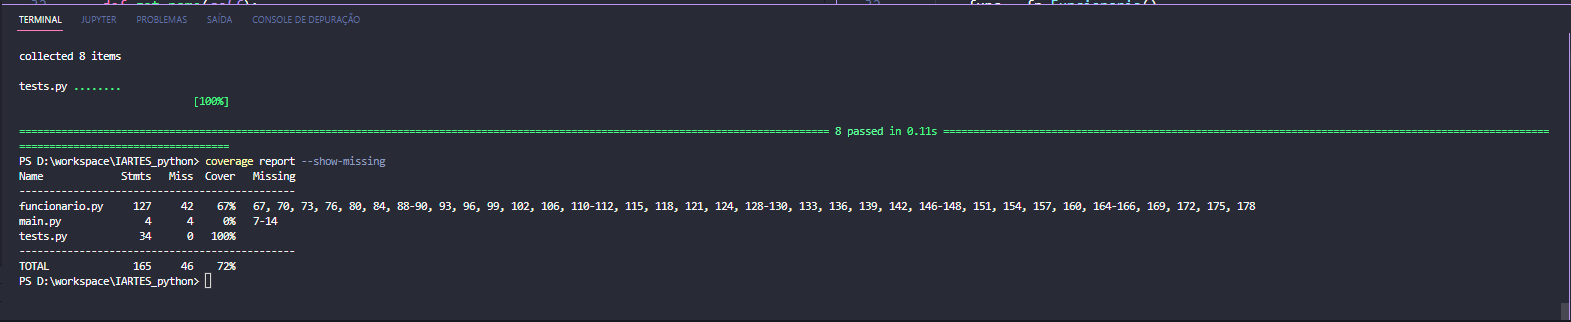 TERMINAL JUPYTER PROBLEMAS SAÍDA CONSOLE DE DEPURAÇÃO
collected 8 items
tests.py ........
[100%]
=============================== 8 passed in 0.11s ===============================
===================================
PS D:\workspace\IARTES_python> coverage report --show-missing
Name Stmts Miss Cover Missing
----------------------------------------------
funcionario.py 127 42 67% 67, 70, 73, 76, 80, 84, 88-90, 93, 96, 99, 102, 106, 110-112, 115, 118, 121, 124, 128-130, 133, 136, 139, 142, 146-148, 151, 154, 157, 160, 164-166, 169, 172, 175, 178
main.py 4 4 0% 7-14
tests.py 34 0 100%
----------------------------------------------
TOTAL 165 46 72%
PS D:\workspace\IARTES_python>